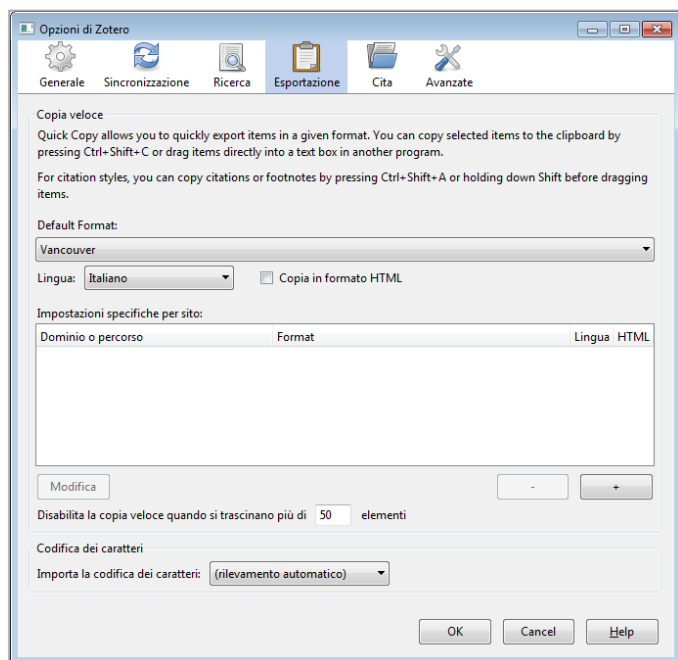 Opzioni di Zotero
Generale Sincronizzazione Ricerca Esportazione Cita Avanzate
Copia veloce
Quick Copy allows you to quickly export items in a given format. You can copy selected items to the clipboard by
pressing Ctrl+Shift+C or drag items directly into a text box in another program.
For citation styles, you can copy citations or footnotes by pressing Ctrl+Shift+A or holding down Shift before dragging
items.
Default Format:
Vancouver
Lingua: Italiano Copia in formato HTML
Impostazioni specifiche per sito:
Dominio o percorso Format Lingua HTML
Modifica - +
Disabilita la copia veloce quando si trascinano più di 50 elementi
Codifica dei caratteri
Importa la codifica dei caratteri: (rilevamento automatico)
OK Cancel Help